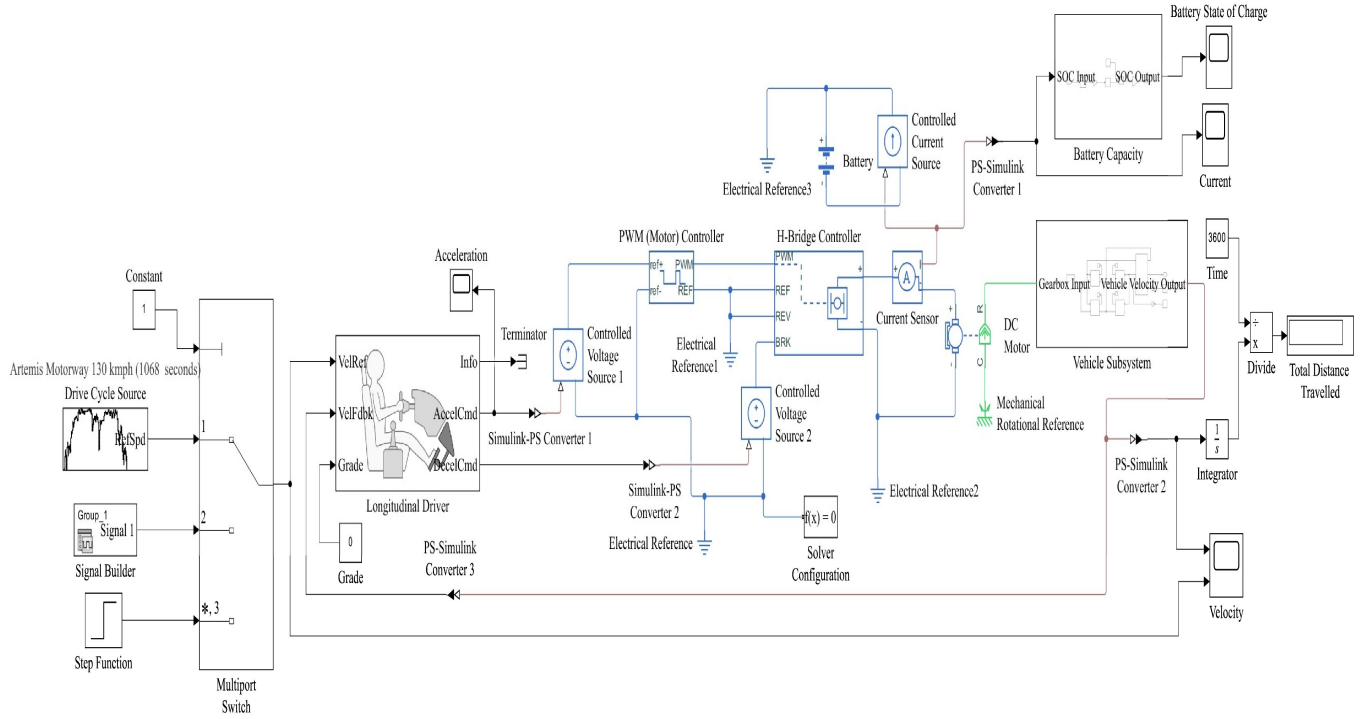 Battery State of Charge
SOC Input
SOC Output
Battery Capacity
Current
Controlled
Current
Source
Battery
Electrical Reference3
PS-Simulink
Converter 1
PWM (Motor) Controller
ref+
PWM
ref-
REF
H-Bridge Controller
PWM
REF
REV
BRK
+
-
+
A
I
-
Current Sensor
Gearbox Input
Vehicle Velocity Output
Vehicle Subsystem
3600
Time
÷
x
Divide
Total Distance
Travelled
Acceleration
Constant
1
Terminator
Controlled
Voltage
Source 1
Electrical
Reference1
+
-
R
C
DC
Motor
Mechanical
Rotational Reference
Artemis Motorway 130 kmph (1068 seconds)
Drive Cycle Source
RefSpd
1
VelRef
Info
VelFdbk
AccelCmd
Grade
DecelCmd
Longitudinal Driver
Simulink-PS Converter 1
Controlled
Voltage
Source 2
1
s
Integrator
PS-Simulink
Converter 2
Simulink-PS
Converter 2
Electrical Reference2
Group_1
Signal 1
2
Signal Builder
0
Grade
PS-Simulink
Converter 3
Electrical Reference
f(x) = 0
Solver
Configuration
Velocity
*, 3
Step Function
Multiport
Switch